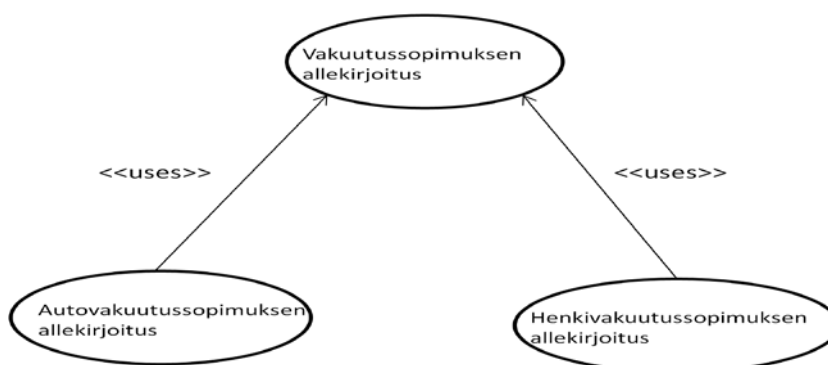 Vakuutussopimuksen
allekirjoitus
<<uses>>
<<uses>>
Autovakuutussopimuksen
allekirjoitus
Henkivakuutussopimuksen
allekirjoitus